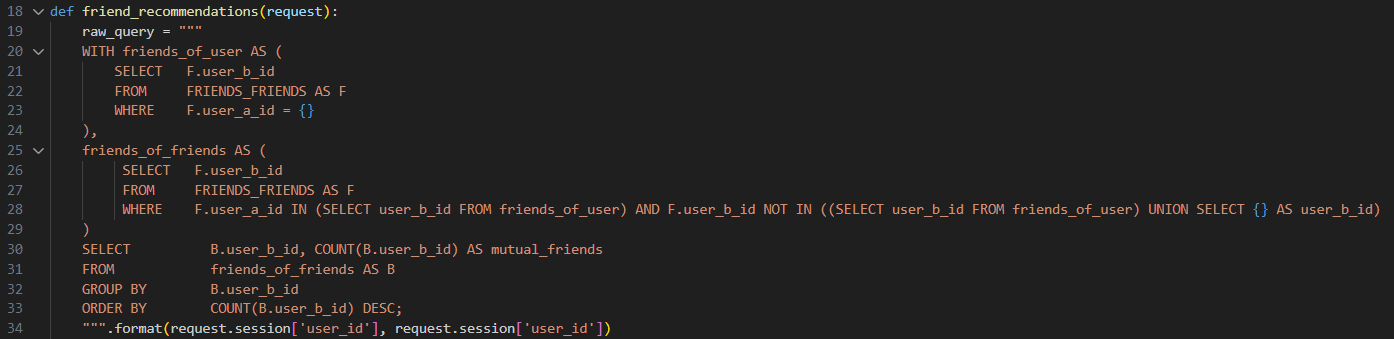 18 def friend_recommendations(request):
19 raw_query = """
20 WITH friends_of_user AS (
21 SELECT F.user_b_id
22 FROM FRIENDS_FRIENDS AS F
23 WHERE F.user_a_id = {}
24 ),
25 friends_of_friends AS (
26 SELECT F.user_b_id
27 FROM FRIENDS_FRIENDS AS F
28 WHERE F.user_a_id IN (SELECT user_b_id FROM friends_of_user) AND F.user_b_id NOT IN ((SELECT user_b_id FROM friends_of_user) UNION SELECT {} AS user_b_id)
29 )
30 SELECT B.user_b_id, COUNT(B.user_b_id) AS mutual_friends
31 FROM friends_of_friends AS B
32 GROUP BY B.user_b_id
33 ORDER BY COUNT(B.user_b_id) DESC;
34 """.format(request.session['user_id'], request.session['user_id'])